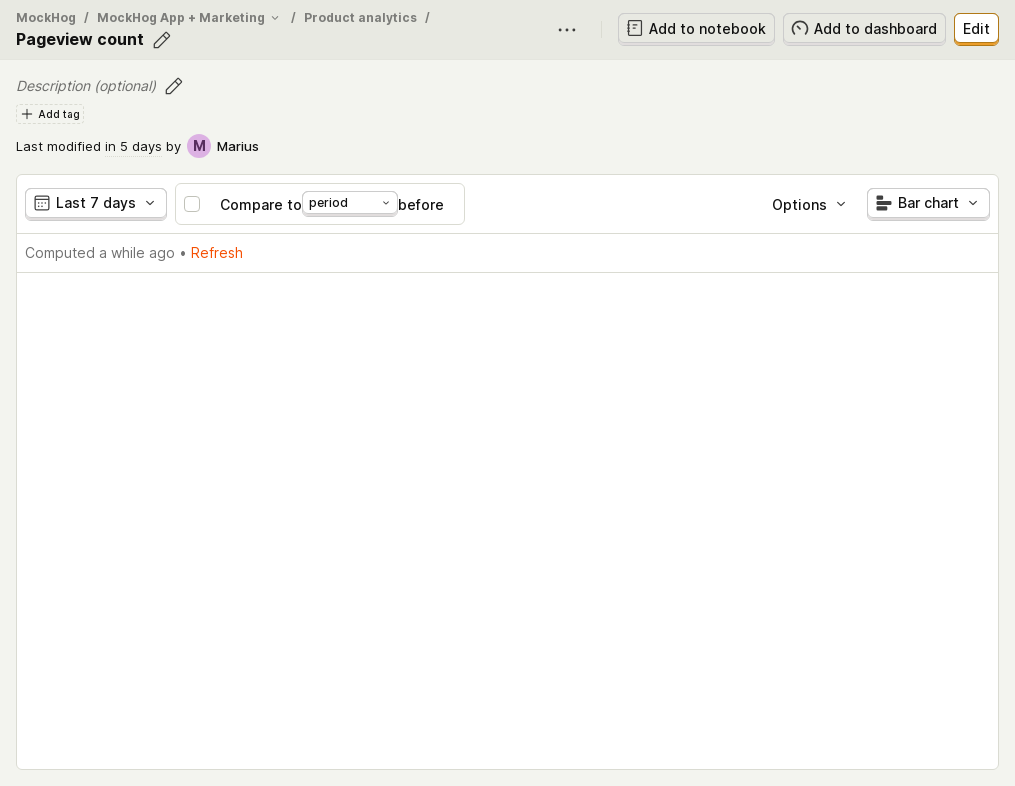 MockHog / MockHog App + Marketing / Product analytics /
Pageview count
Add to notebook
Add to dashboard
Edit
Description (optional)
Add tag
Last modified in 5 days by M Marius
Last 7 days
Compare to period before
Options
Bar chart
Computed a while ago • Refresh